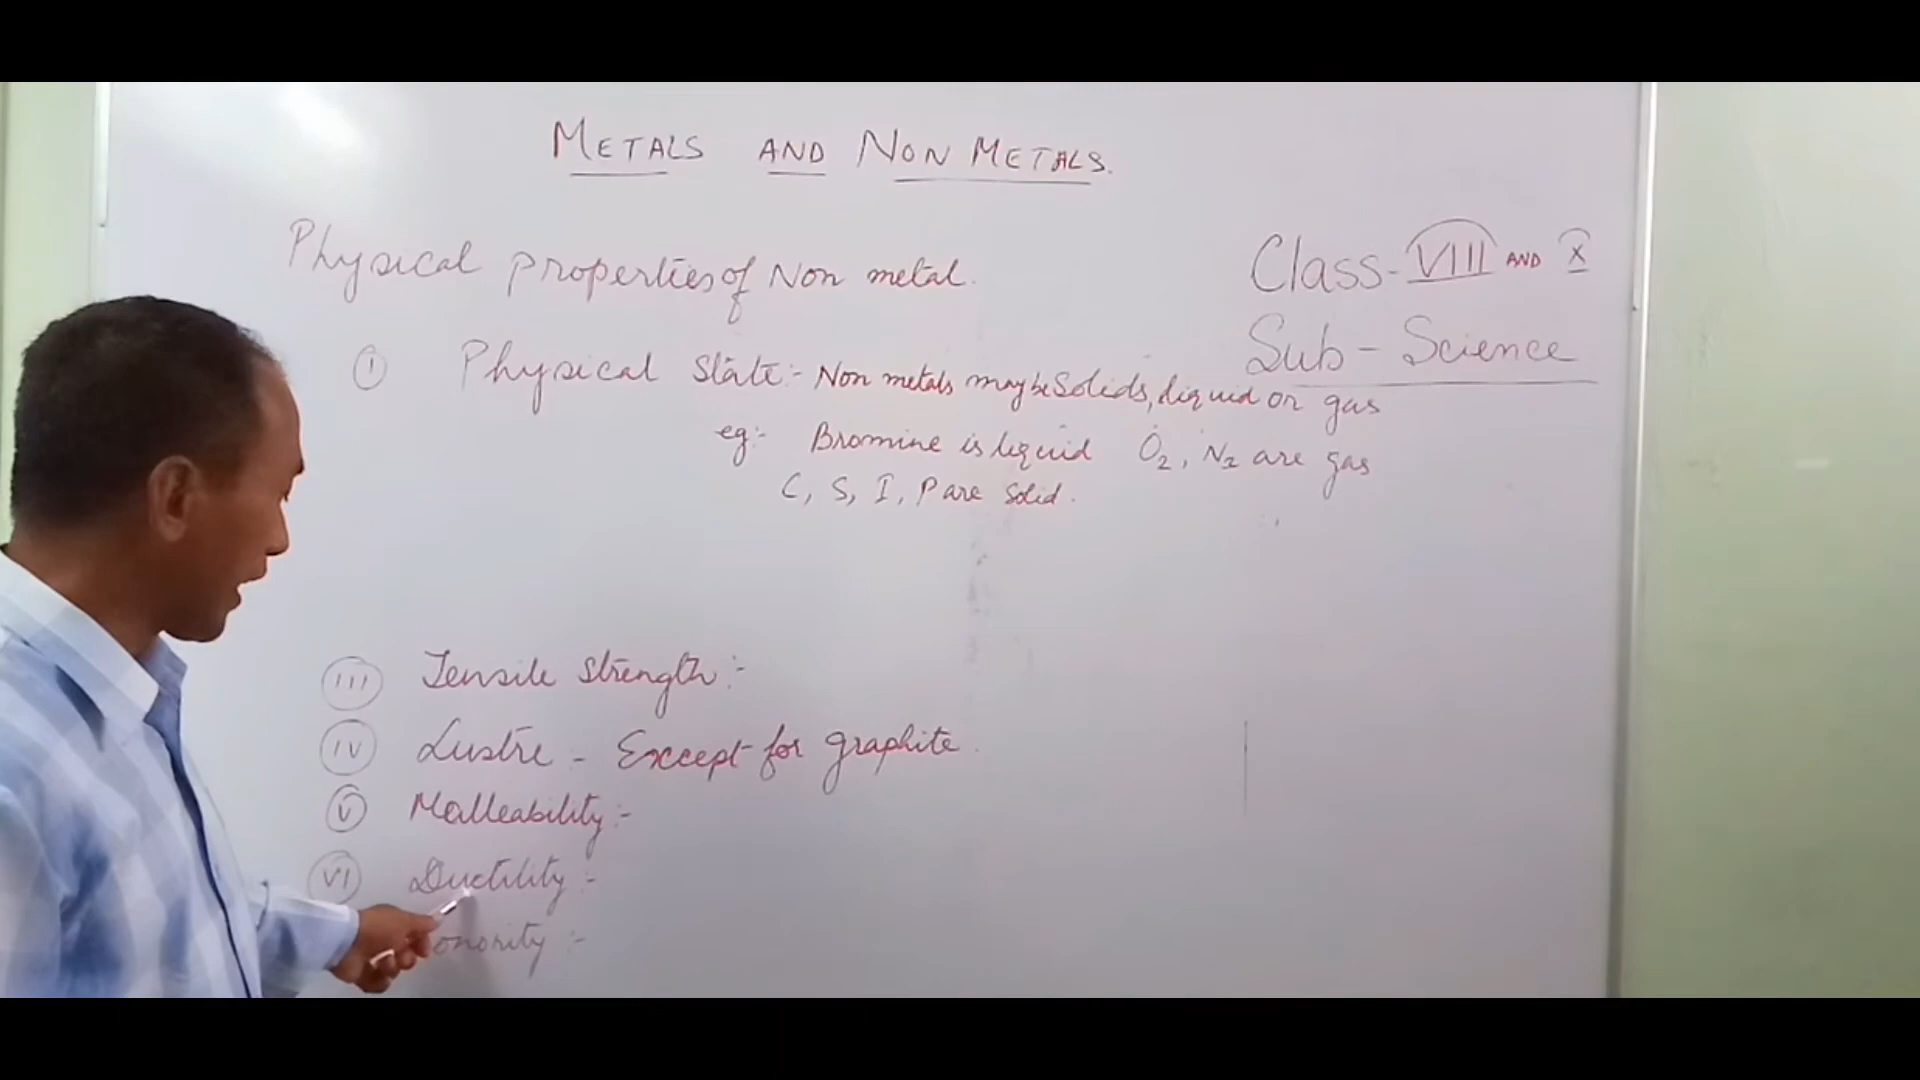 METALS AND NON METALS.
Physical properties of Non metal.
Class - VIII AND X
Sub - Science
I Physical State:- Non metals may be Solids, liquid or gas
eg:- Bromine is liquid O2, N2 are gas
C, S, I, P are solid.
III Tensile Strength:-
IV Lustre - Except for graphite.
V Malleability:-
VI Ductility:-
onority:-